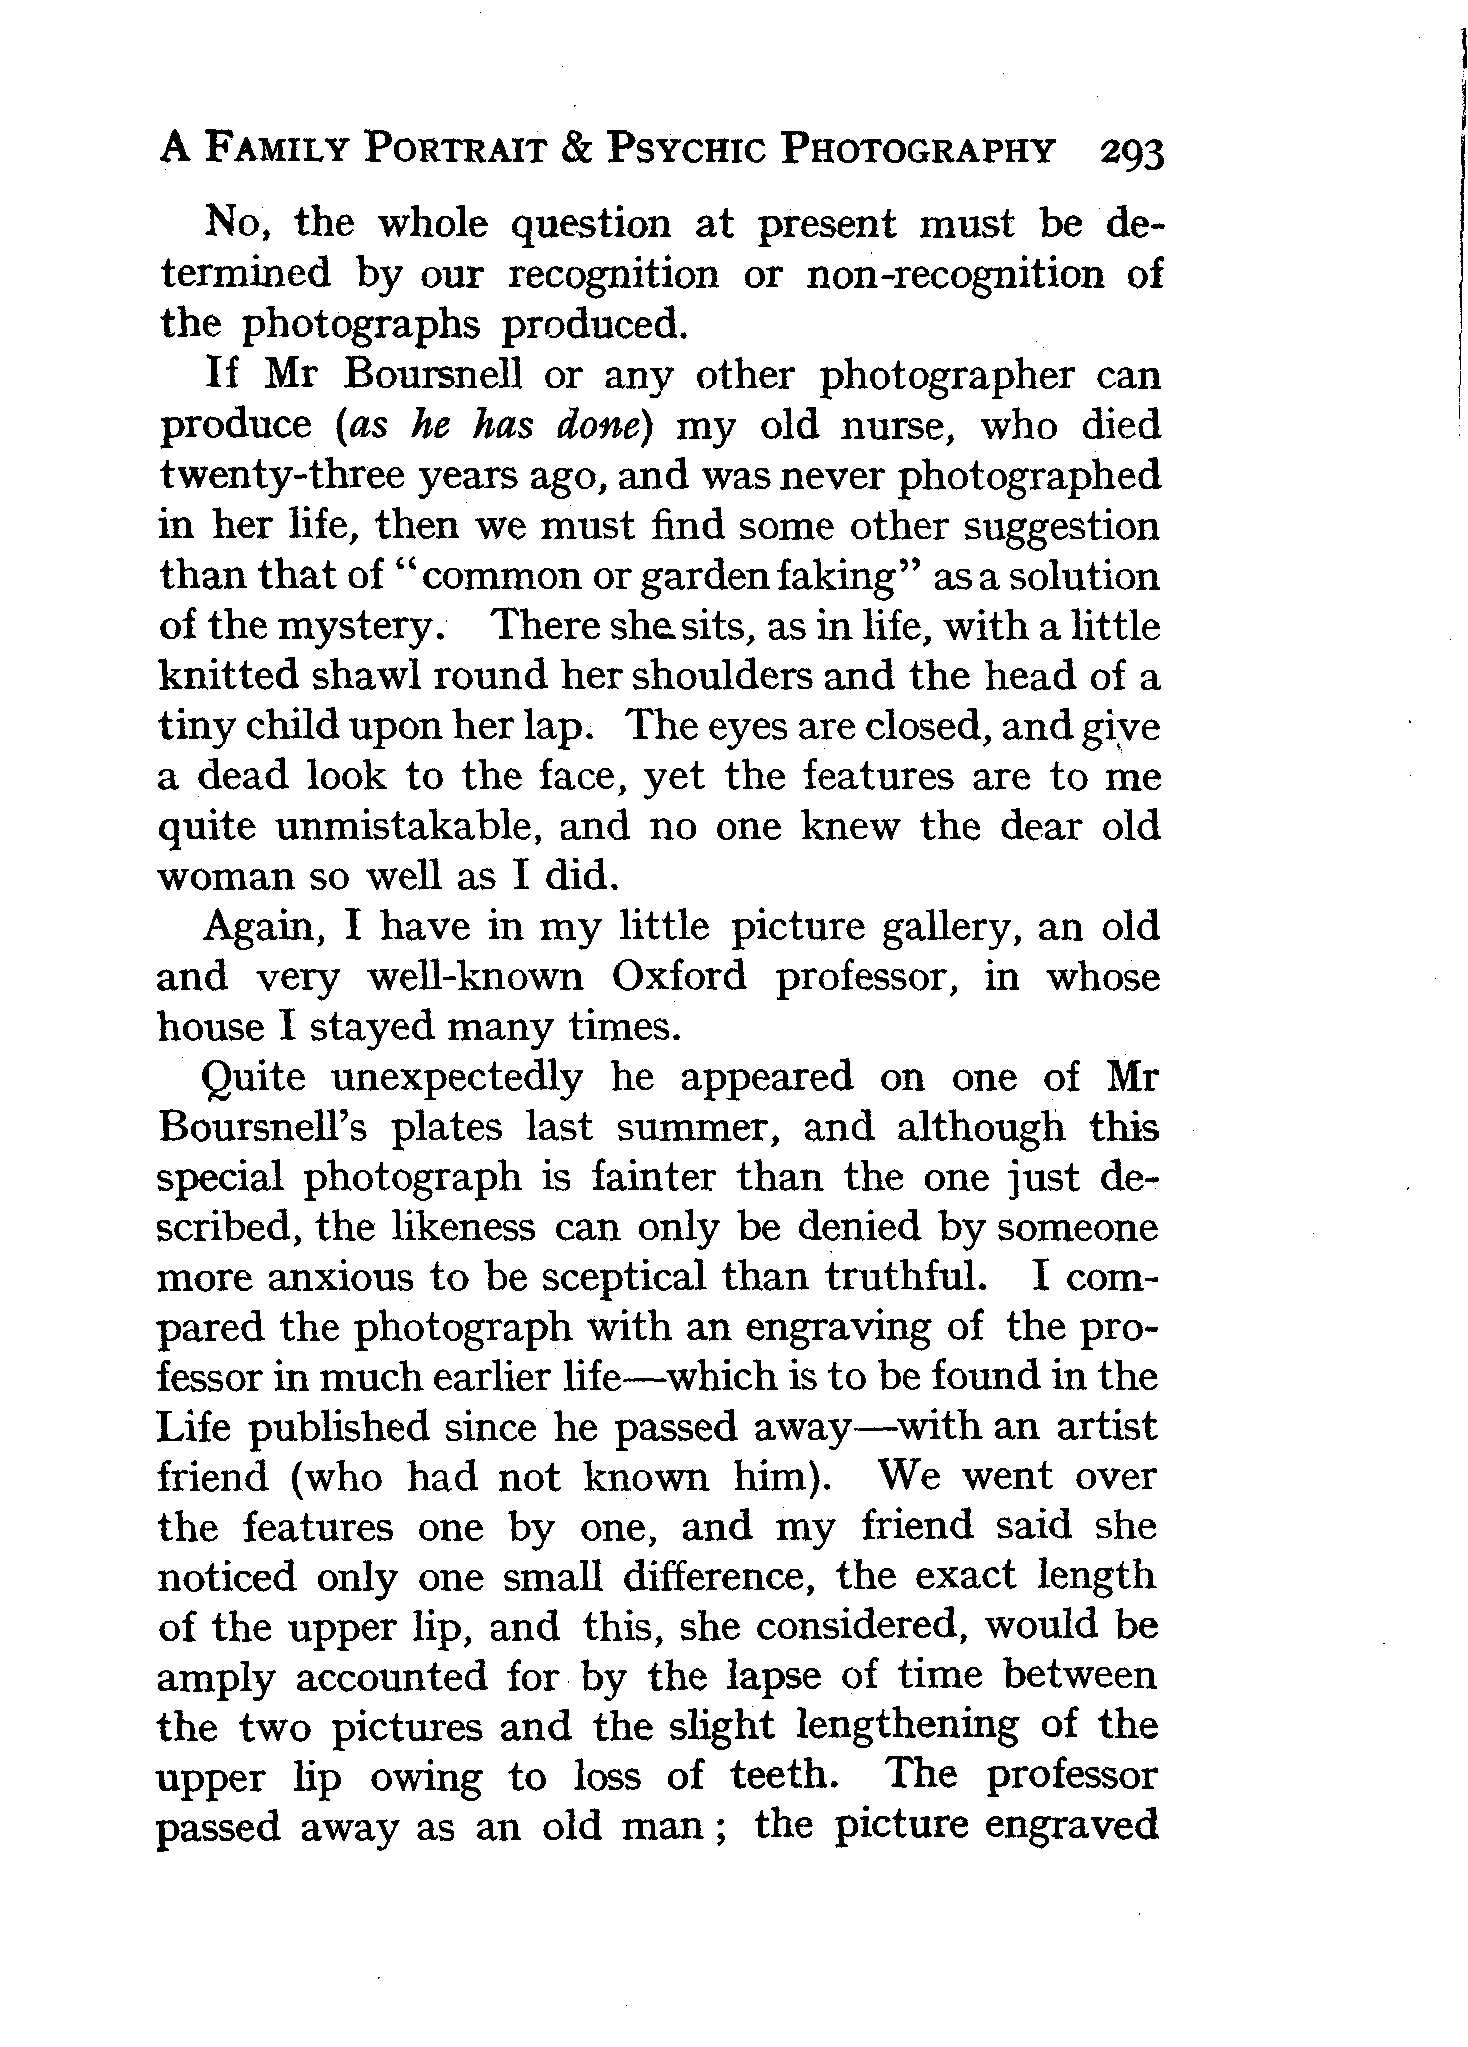 A FAMILY PORTRAIT & PSYCHIC PHOTOGRAPHY 293
No, the whole question at present must be de-
termined by our recognition or non-recognition of
the photographs produced.
If Mr Boursnell or any other photographer can
produce (as he has done) my old nurse, who died
twenty-three years ago, and was never photographed
in her life, then we must find some other suggestion
than that of “common or garden faking” as a solution
of the mystery. There she sits, as in life, with a little
knitted shawl round her shoulders and the head of a
tiny child upon her lap. The eyes are closed, and give
a dead look to the face, yet the features are to me
quite unmistakable, and no one knew the dear old
woman so well as I did.
Again, I have in my little picture gallery, an old
and very well-known Oxford professor, in whose
house I stayed many times.
Quite unexpectedly he appeared on one of Mr
Boursnell’s plates last summer, and although this
special photograph is fainter than the one just de-
scribed, the likeness can only be denied by someone
more anxious to be sceptical than truthful. I com-
pared the photograph with an engraving of the pro-
fessor in much earlier life—which is to be found in the
Life published since he passed away—with an artist
friend (who had not known him). We went over
the features one by one, and my friend said she
noticed only one small difference, the exact length
of the upper lip, and this, she considered, would be
amply accounted for by the lapse of time between
the two pictures and the slight lengthening of the
upper lip owing to loss of teeth. The professor
passed away as an old man ; the picture engraved